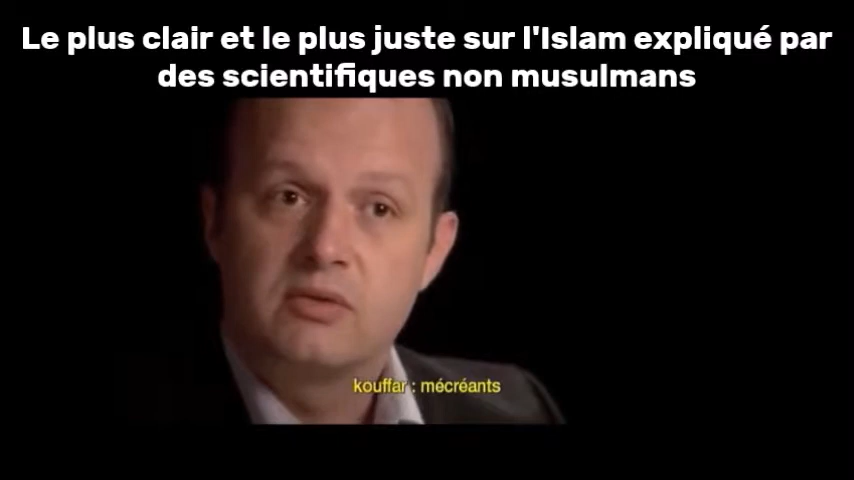 Le plus clair et le plus juste sur l'Islam expliqué par
des scientifiques non musulmans
kouffar : mécréants